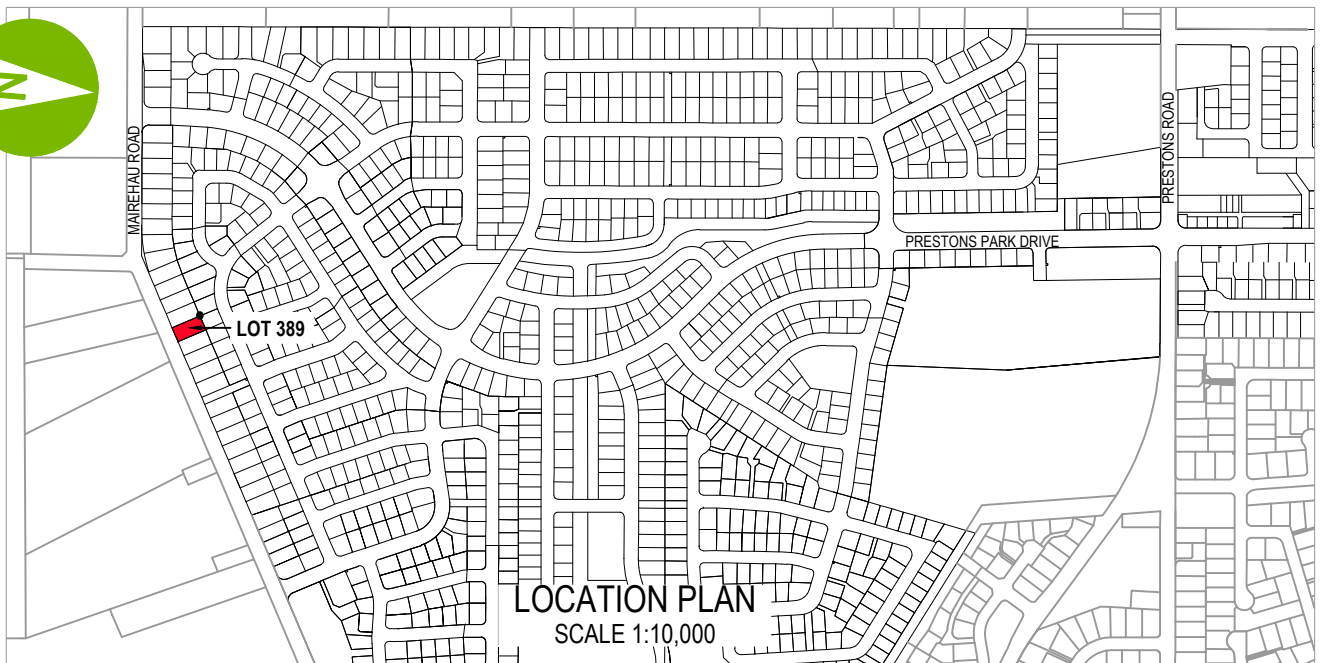 N
MAIREHAU ROAD
PRESTONS ROAD
PRESTONS PARK DRIVE
LOT 389
LOCATION PLAN
SCALE 1:10,000